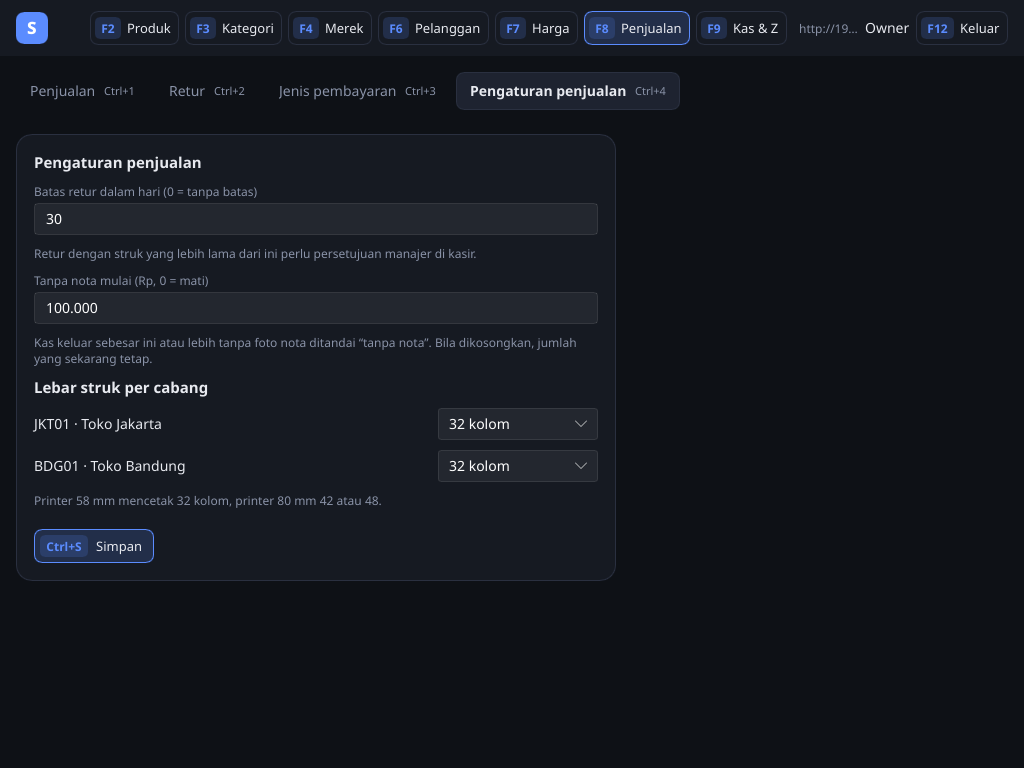 S
F2 Produk
F3 Kategori
F4 Merek
F6 Pelanggan
F7 Harga
F8 Penjualan
F9 Kas & Z
http://19…
Owner
F12 Keluar
Penjualan Ctrl+1
Retur Ctrl+2
Jenis pembayaran Ctrl+3
Pengaturan penjualan Ctrl+4
Pengaturan penjualan
Batas retur dalam hari (0 = tanpa batas)
30
Retur dengan struk yang lebih lama dari ini perlu persetujuan manajer di kasir.
Tanpa nota mulai (Rp, 0 = mati)
100.000
Kas keluar sebesar ini atau lebih tanpa foto nota ditandai “tanpa nota”. Bila dikosongkan, jumlah
yang sekarang tetap.
Lebar struk per cabang
JKT01 · Toko Jakarta 32 kolom
BDG01 · Toko Bandung 32 kolom
Printer 58 mm mencetak 32 kolom, printer 80 mm 42 atau 48.
Ctrl+S Simpan